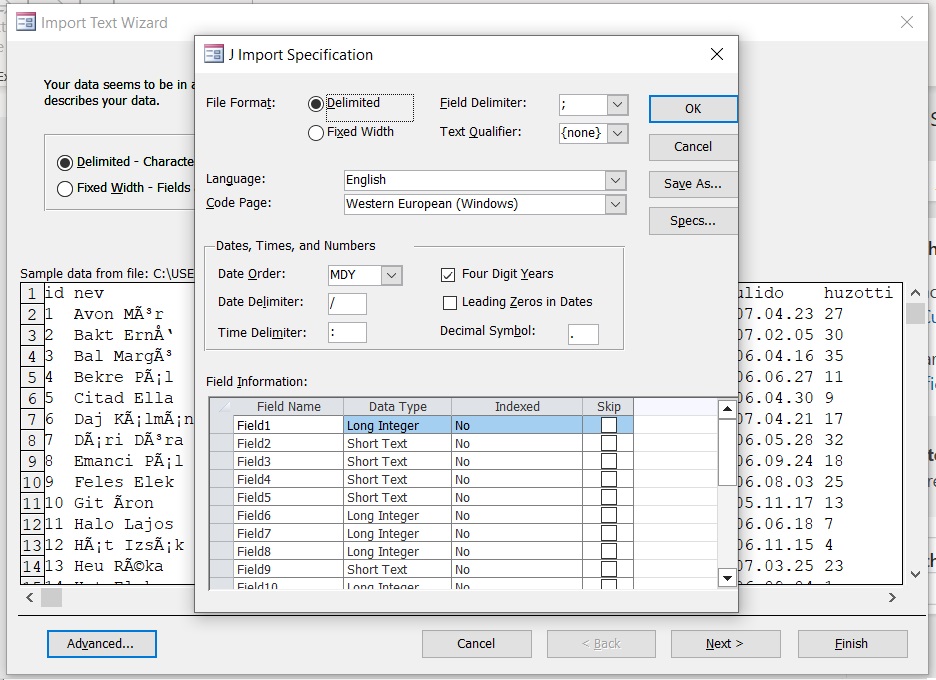 Import Text Wizard
J Import Specification
Your data seems to be in a
describes your data.
Delimited - Characte
Fixed Width - Fields
File Format:
Delimited
Fixed Width
Field Delimiter:
;
Text Qualifier:
{none}
OK
Cancel
Save As...
Specs...
Language:
English
Code Page:
Western European (Windows)
Dates, Times, and Numbers
Date Order:
MDY
Four Digit Years
Date Delimiter:
/
Leading Zeros in Dates
Time Delimiter:
:
Decimal Symbol:
.
Field Information:
Field Name Data Type Indexed Skip
Field1 Long Integer No
Field2 Short Text No
Field3 Short Text No
Field4 Short Text No
Field5 Short Text No
Field6 Long Integer No
Field7 Long Integer No
Field8 Long Integer No
Field9 Short Text No
Field10 Long Integer No
Sample data from file: C:\USE
1 id nev ulido huzotti
2 1 Avon MÃ³r 07.04.23 27
3 2 Bakt ErnÅ‘ 07.02.05 30
4 3 Bal MargÃ³ 06.04.16 35
5 4 Bekre PÃ¡l 06.06.27 11
6 5 Citad Ella 06.04.30 9
7 6 Daj KÃ¡lmÃ¡n 07.04.21 17
8 7 DÃ¡ri DÃ³ra 06.05.28 32
9 8 Emanci PÃ¡l 06.09.24 18
10 9 Feles Elek 06.08.03 25
11 10 Git Ãron 05.11.17 13
12 11 Halo Lajos 06.06.18 7
13 12 HÃ¡t IzsÃ¡k 06.11.15 4
14 13 Heu RÃ©ka 07.03.25 23
Advanced...
Cancel
< Back
Next >
Finish